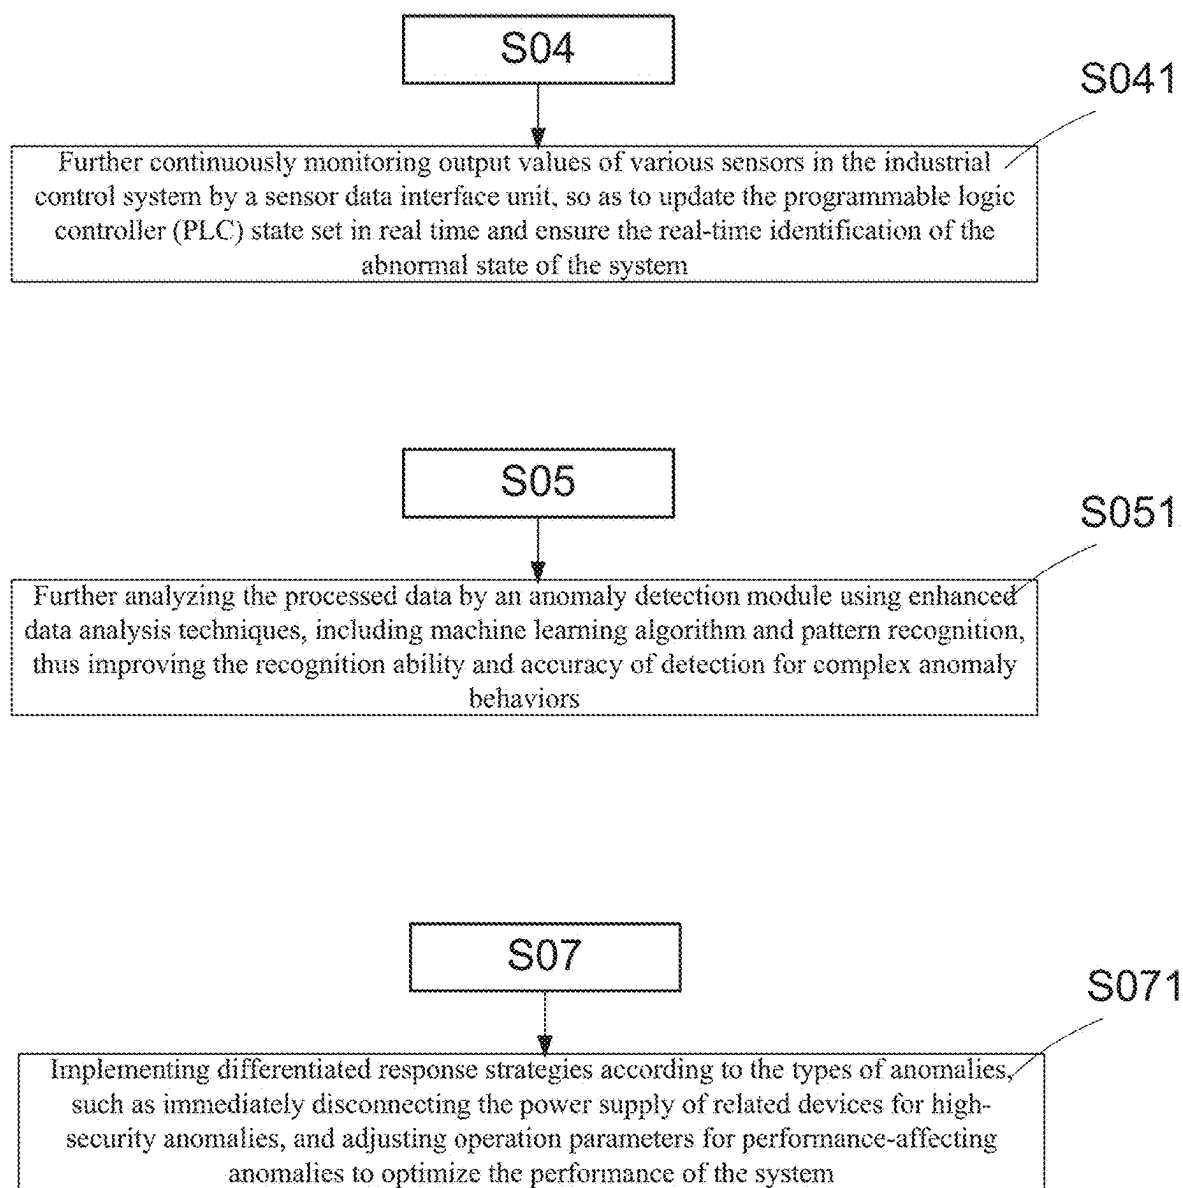 S04
S041
Further continuously monitoring output values of various sensors in the industrial
control system by a sensor data interface unit, so as to update the programmable logic
controller (PLC) state set in real time and ensure the real-time identification of the
abnormal state of the system
S05
S051
Further analyzing the processed data by an anomaly detection module using enhanced
data analysis techniques, including machine learning algorithm and pattern recognition,
thus improving the recognition ability and accuracy of detection for complex anomaly
behaviors
S07
S071
Implementing differentiated response strategies according to the types of anomalies,
such as immediately disconnecting the power supply of related devices for high-
security anomalies, and adjusting operation parameters for performance-affecting
anomalies to optimize the performance of the system